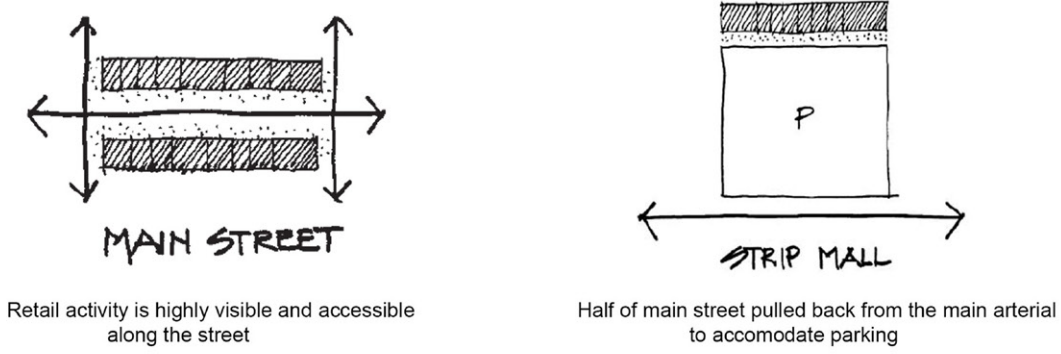 P
MAIN STREET
STRIP MALL
Retail activity is highly visible and accessible
along the street
Half of main street pulled back from the main arterial
to accomodate parking